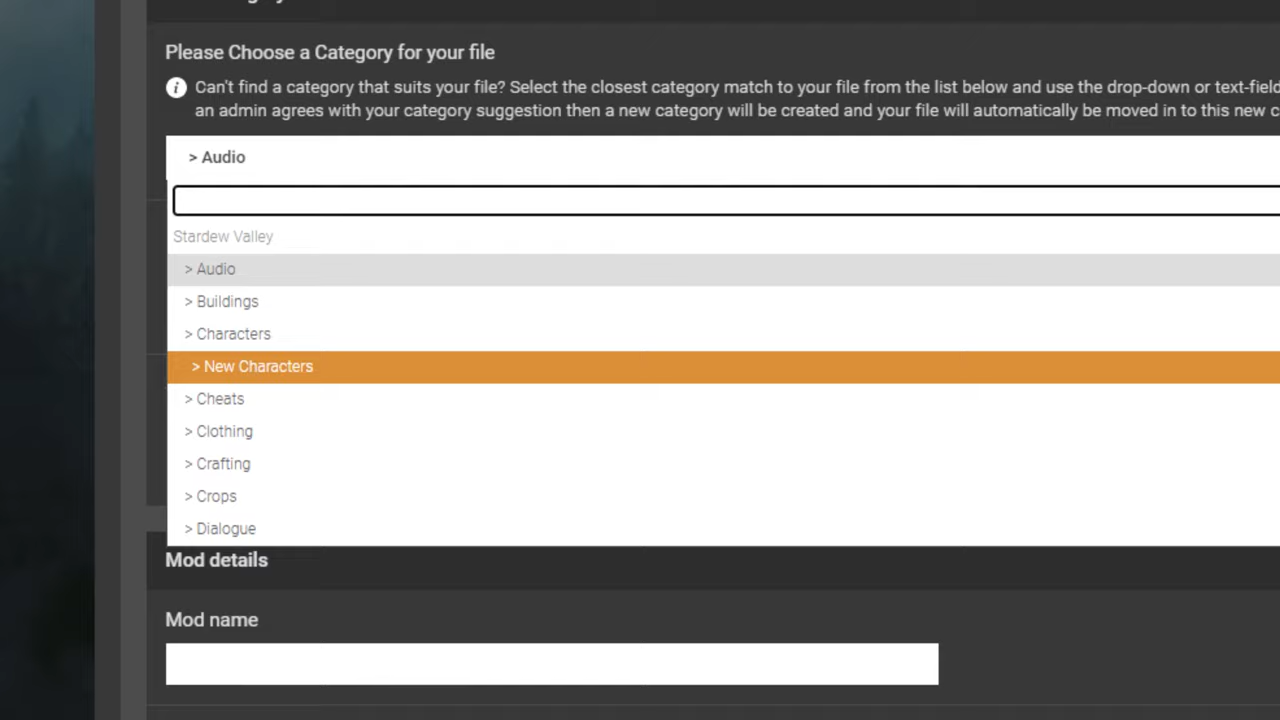 Please Choose a Category for your file
Can't find a category that suits your file? Select the closest category match to your file from the list below and use the drop-down or text-field
an admin agrees with your category suggestion then a new category will be created and your file will automatically be moved in to this new
> Audio
Stardew Valley
> Audio
> Buildings
> Characters
> New Characters
> Cheats
> Clothing
> Crafting
> Crops
> Dialogue
Mod details
Mod name